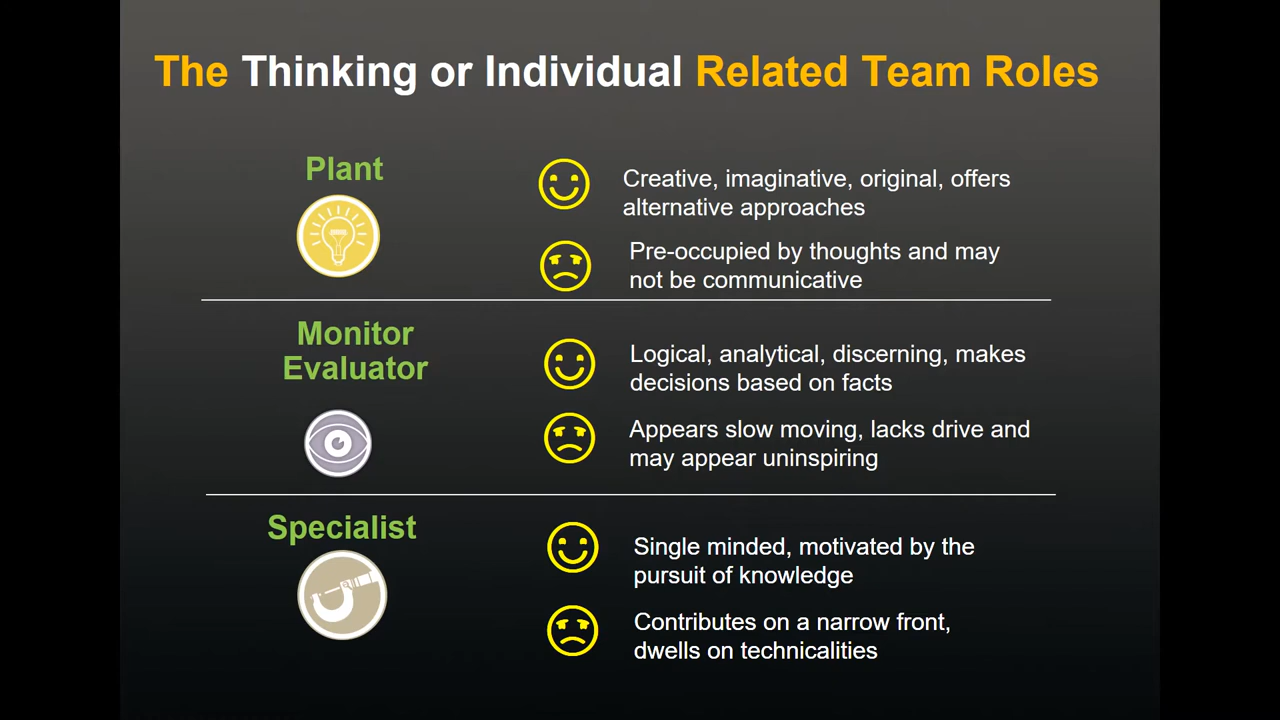 The Thinking or Individual Related Team Roles
Plant
Creative, imaginative, original, offers
alternative approaches
Pre-occupied by thoughts and may
not be communicative
Monitor
Evaluator
Logical, analytical, discerning, makes
decisions based on facts
Appears slow moving, lacks drive and
may appear uninspiring
Specialist
Single minded, motivated by the
pursuit of knowledge
Contributes on a narrow front,
dwells on technicalities